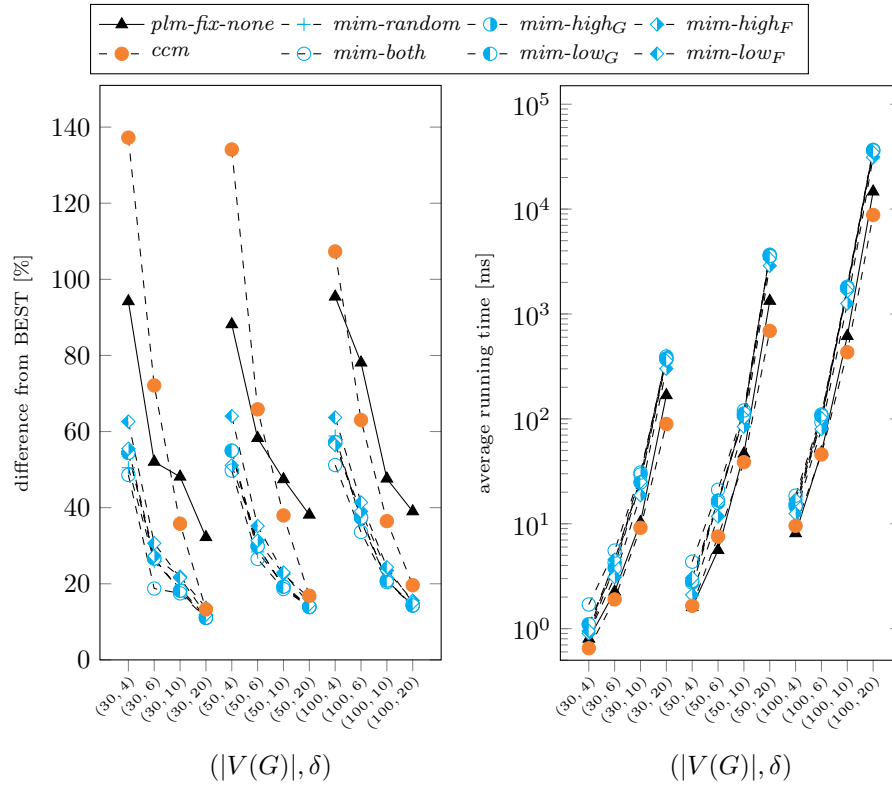 plm-fix-none mim-random mim-high_G mim-high_F
ccm mim-both mim-low_G mim-low_F
difference from BEST [%]
140
120
100
80
60
40
20
0
(30, 4) (30, 6) (30, 10) (30, 20) (50, 4) (50, 6) (50, 10) (50, 20) (100, 4) (100, 6) (100, 10) (100, 20)
(|V(G)|, δ)
average running time [ms]
10^5
10^4
10^3
10^2
10^1
10^0
(30, 4) (30, 6) (30, 10) (30, 20) (50, 4) (50, 6) (50, 10) (50, 20) (100, 4) (100, 6) (100, 10) (100, 20)
(|V(G)|, δ)